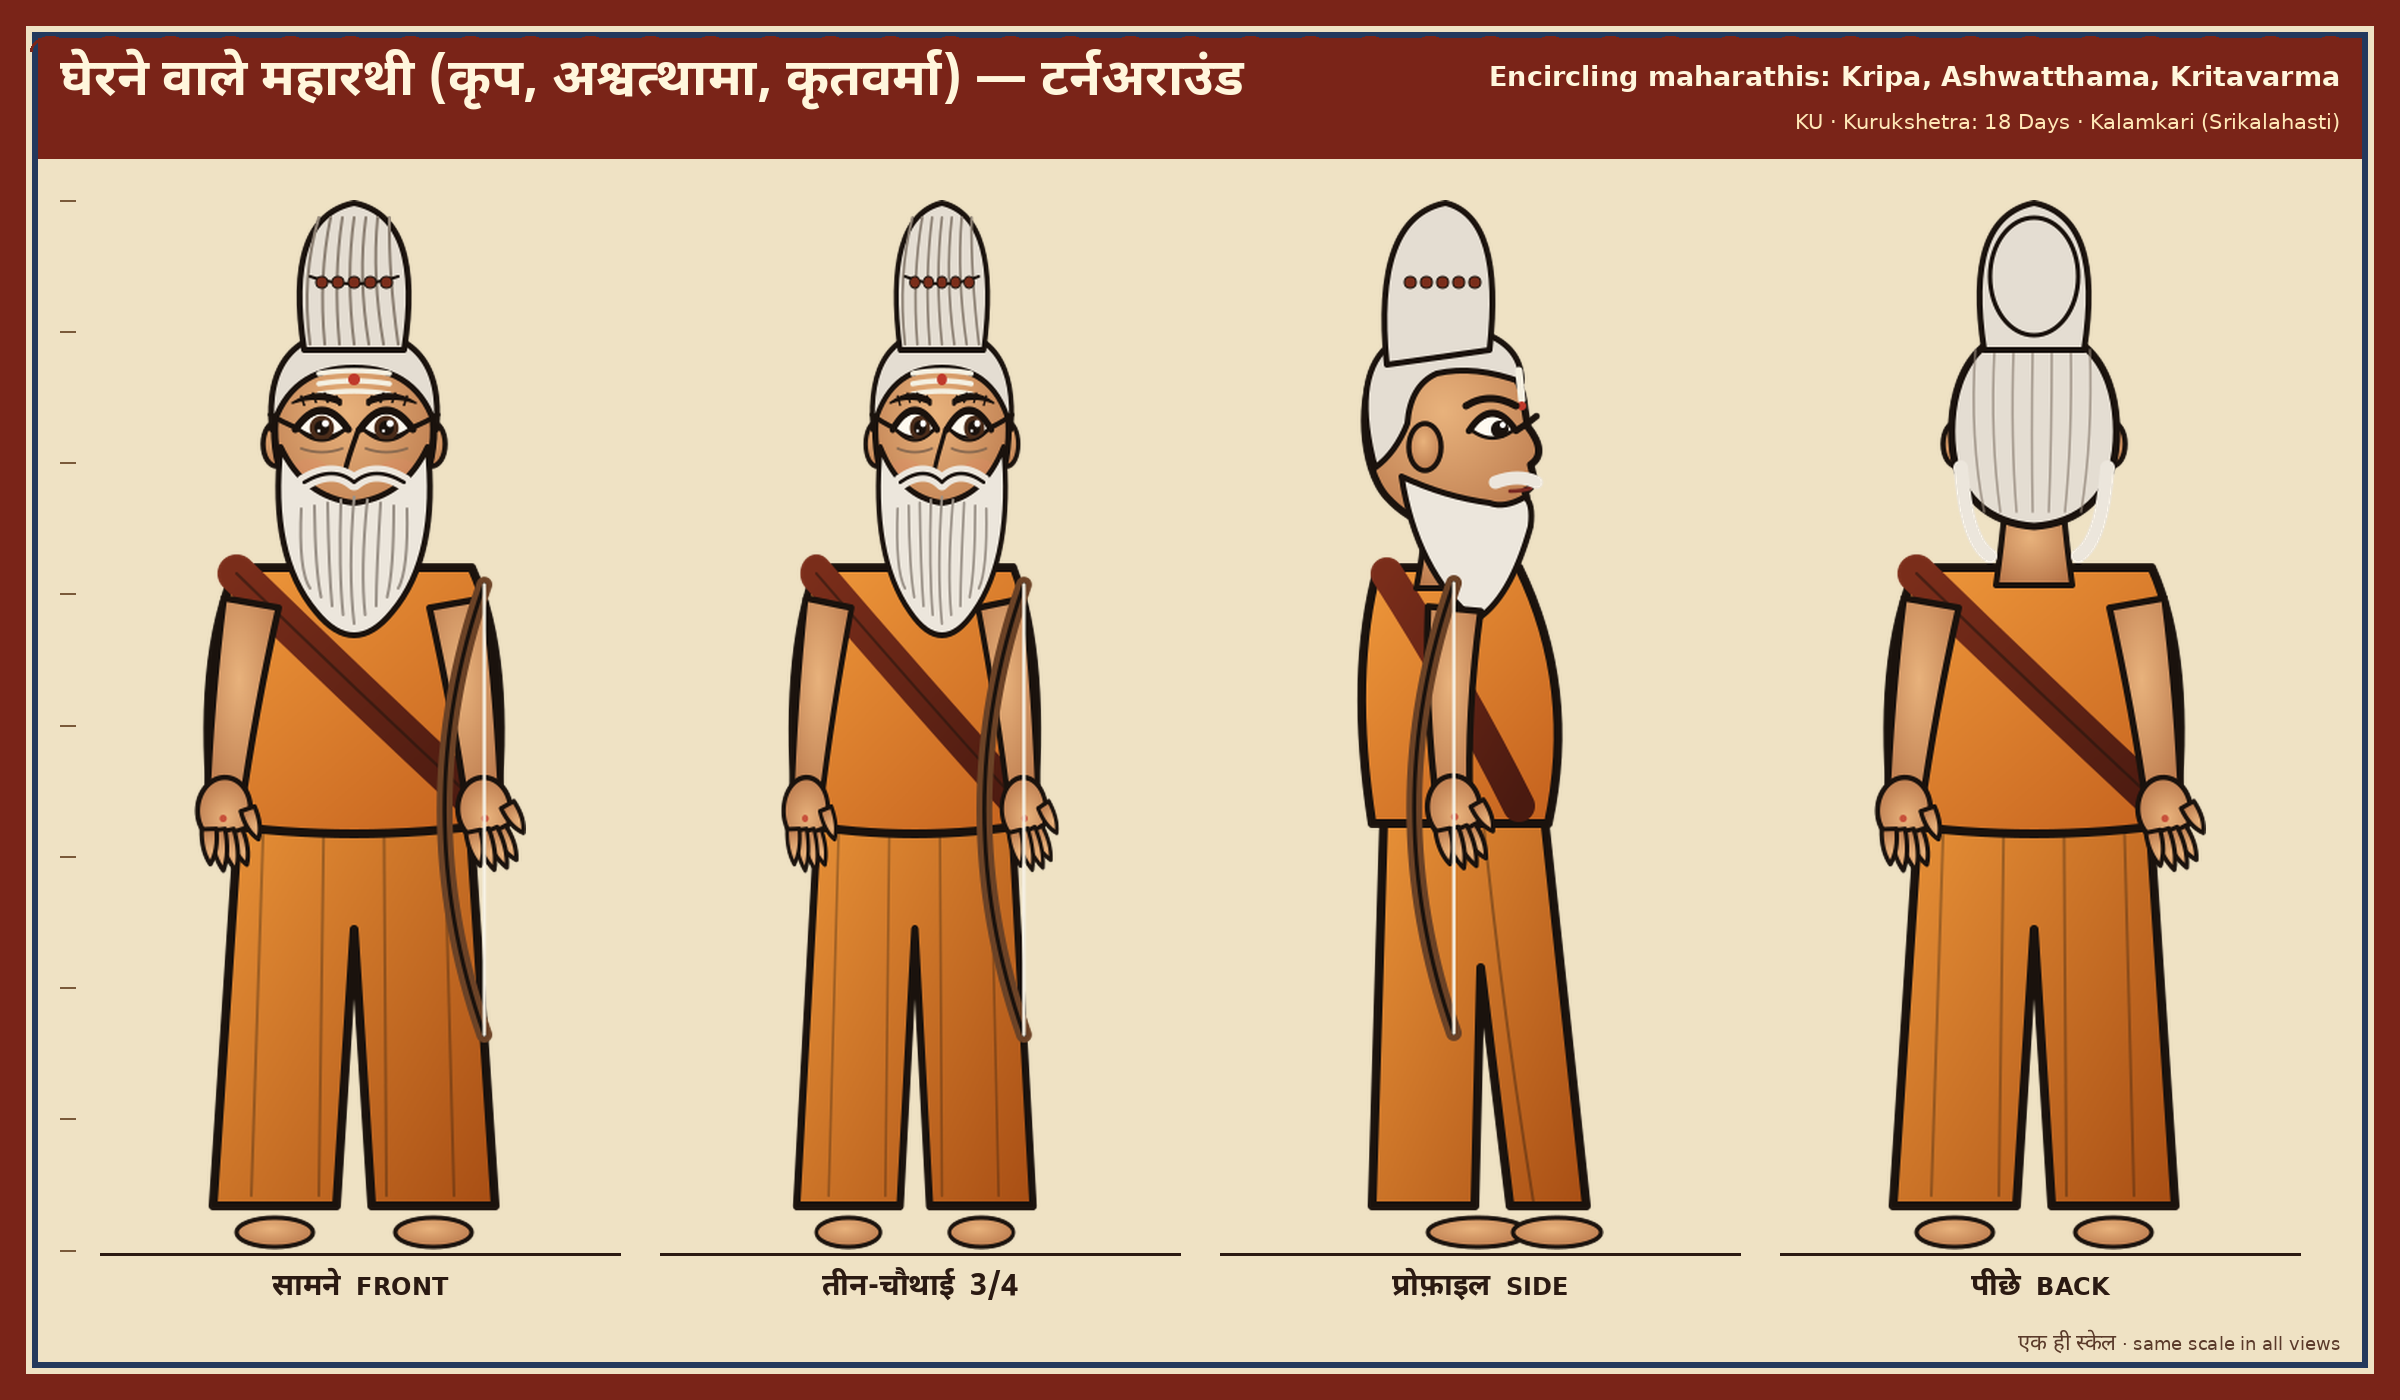 घेरने वाले महारथी (कृप, अश्वत्थामा, कृतवर्मा) — टर्नअराउंड
Encircling maharathis: Kripa, Ashwatthama, Kritavarma
KU · Kurukshetra: 18 Days · Kalamkari (Srikalahasti)
सामने FRONT
तीन-चौथाई 3/4
प्रोफ़ाइल SIDE
पीछे BACK
एक ही स्केल · same scale in all views